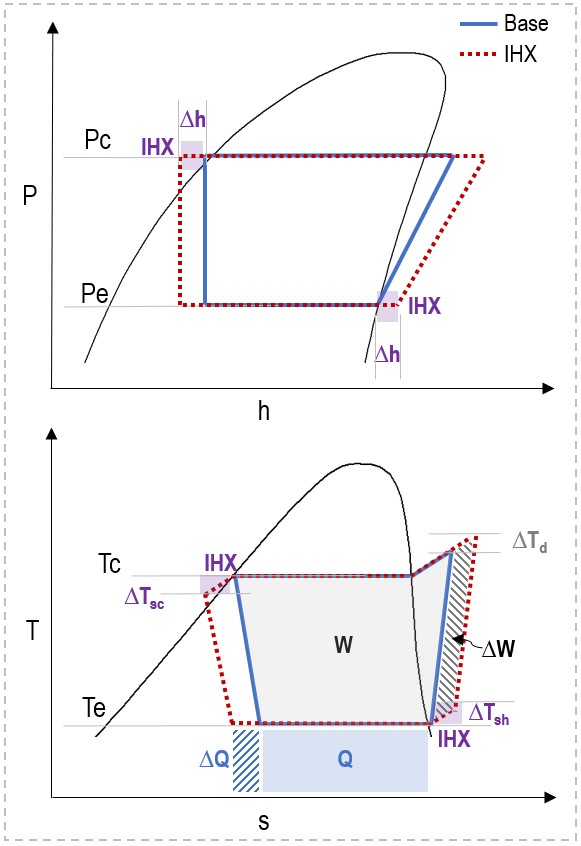 Base
IHX
Δh
Pc
IHX
P
Pe
IHX
Δh
h
Tc
IHX
ΔTd
ΔTsc
W
ΔW
T
Te
ΔTsh
IHX
ΔQ
Q
s